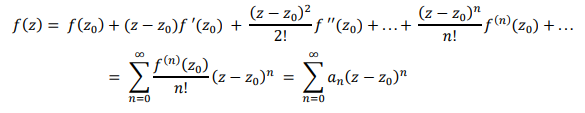 f(z) = f(z₀) + (z − z₀)f ′(z₀) + (z − z₀)²/2! f ″(z₀) + … + (z − z₀)ⁿ/n! f⁽ⁿ⁾(z₀) + …
= ∑_{n=0}^{∞} f⁽ⁿ⁾(z₀)/n! (z − z₀)ⁿ = ∑_{n=0}^{∞} aₙ(z − z₀)ⁿ